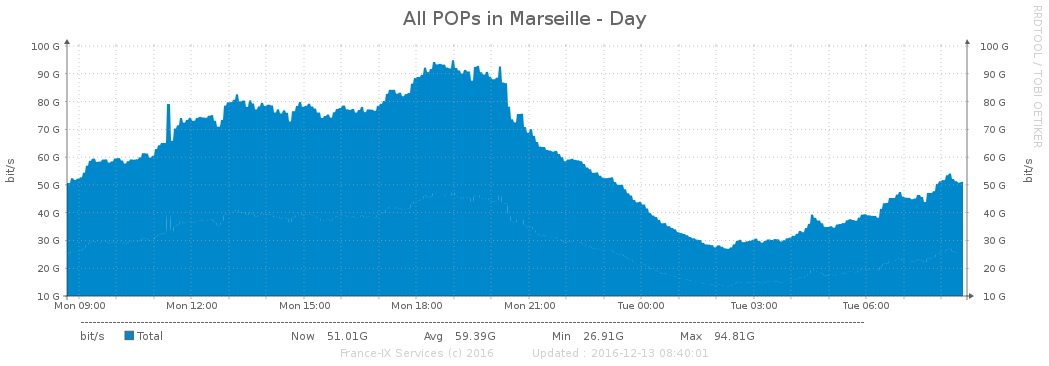 All POPs in Marseille - Day
RRDTOOL / TOBI OETIKER
100 G 100 G
90 G 90 G
80 G 80 G
70 G 70 G
60 G 60 G
50 G 50 G
40 G 40 G
30 G 30 G
20 G 20 G
10 G 10 G
bit/s bit/s
Mon 09:00 Mon 12:00 Mon 15:00 Mon 18:00 Mon 21:00 Tue 00:00 Tue 03:00 Tue 06:00
bit/s Total Now 51.01G Avg 59.39G Min 26.91G Max 94.81G
France-IX Services (c) 2016 Updated : 2016-12-13 08:40:01